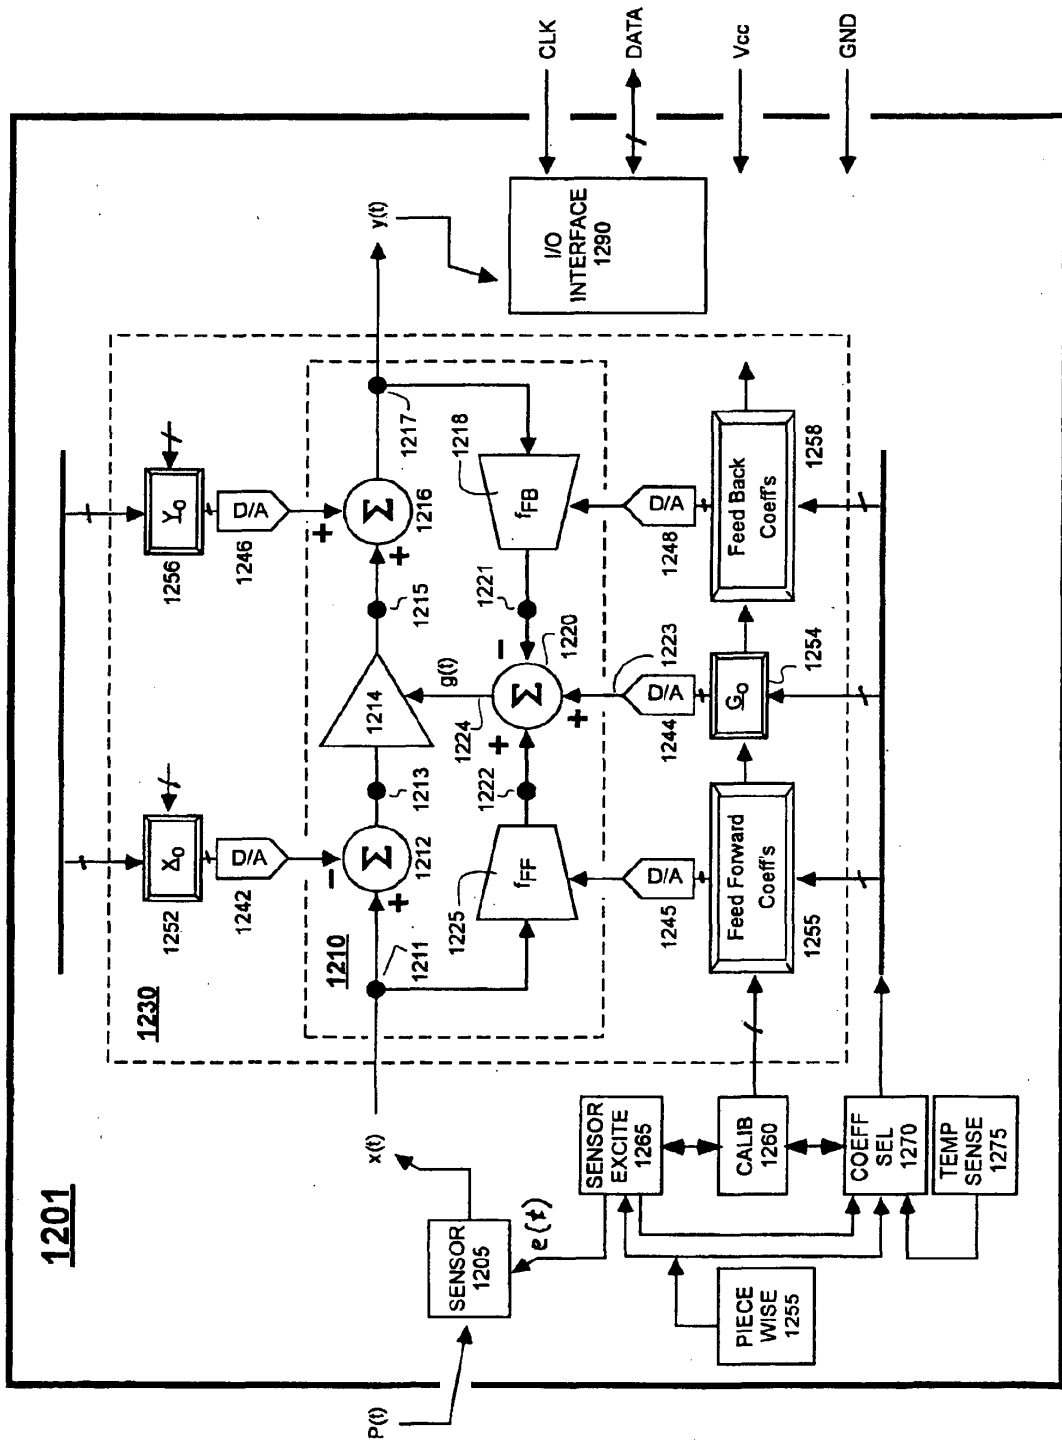 1201
1230
1210
P(t)
SENSOR
1205
x(t)
e(t)
SENSOR
EXCITE
1265
CALIB
1260
COEFF
SEL
1270
TEMP
SENSE
1275
PIECE
WISE
1255
X₀
1252
D/A
1242
Y₀
1256
D/A
1246
1211
+
−
Σ
1212
1213
1214
1215
+
+
Σ
1216
1217
y(t)
1225
fFF
1222
+
+
−
Σ
1220
1221
1224
g(t)
1223
fFB
1218
D/A
1245
D/A
1244
D/A
1248
Feed Forward
Coeff's
1255
G₀
1254
Feed Back
Coeff's
1258
I/O
INTERFACE
1290
CLK
DATA
Vcc
GND